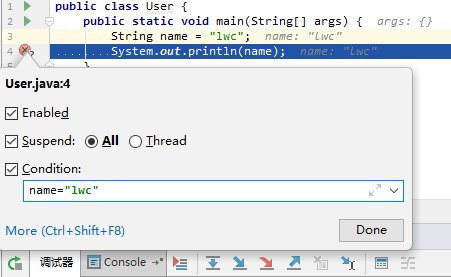 1 public class User {
2 public static void main(String[] args) { args: {}
3 String name = "lwc"; name: "lwc"
4 System.out.println(name); name: "lwc"
}
User.java:4
Enabled
Suspend: All Thread
Condition:
name="lwc"
More (Ctrl+Shift+F8) Done
调试器 Console